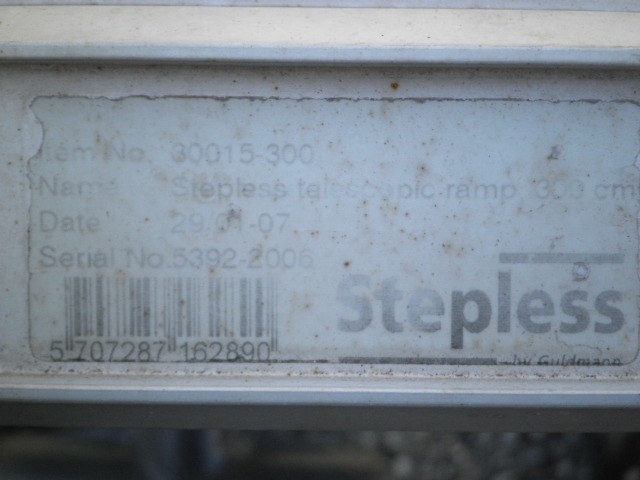 Item No. 30015-300
Name Stepless telescopic ramp, 300 cm
Date 29/01-07
Serial No.5392-2006
5 707287 162890
Stepless
by Guldmann